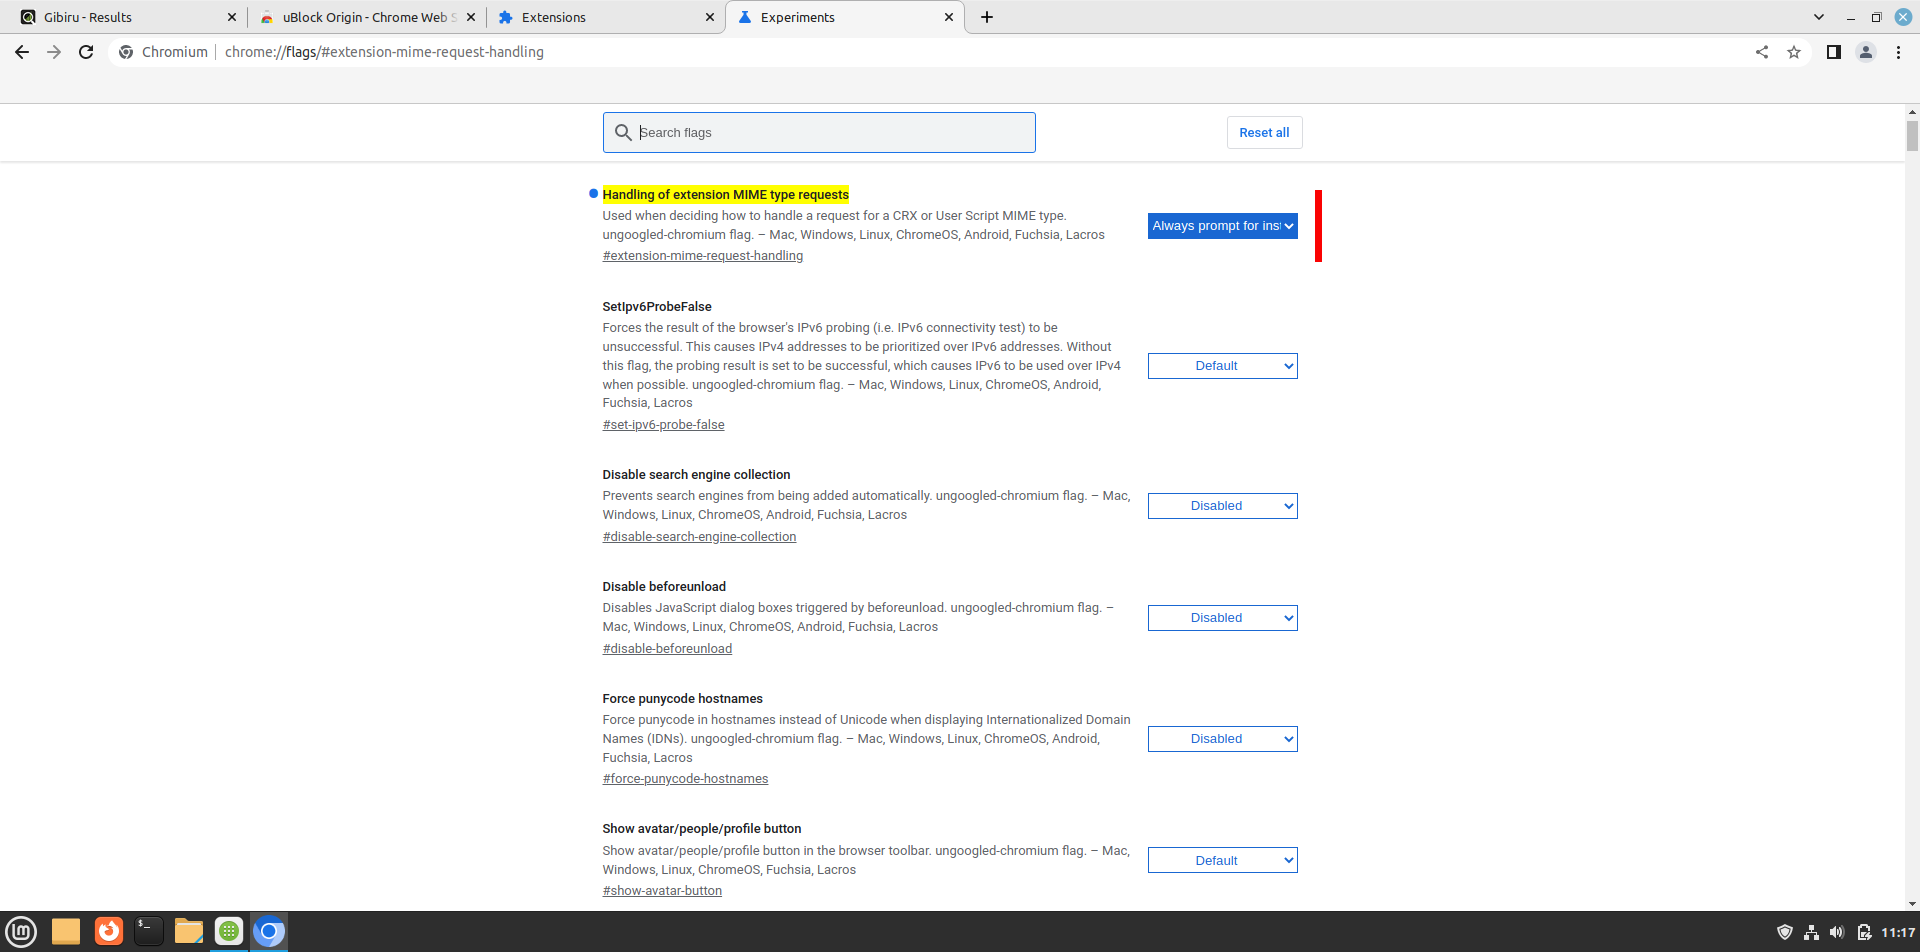 Gibiru - Results
uBlock Origin - Chrome Web S
Extensions
Experiments
Chromium
chrome://flags/#extension-mime-request-handling
Search flags
Reset all
Handling of extension MIME type requests
Used when deciding how to handle a request for a CRX or User Script MIME type.
ungoogled-chromium flag. – Mac, Windows, Linux, ChromeOS, Android, Fuchsia, Lacros
#extension-mime-request-handling
Always prompt for inst
SetIpv6ProbeFalse
Forces the result of the browser's IPv6 probing (i.e. IPv6 connectivity test) to be
unsuccessful. This causes IPv4 addresses to be prioritized over IPv6 addresses. Without
this flag, the probing result is set to be successful, which causes IPv6 to be used over IPv4
when possible. ungoogled-chromium flag. – Mac, Windows, Linux, ChromeOS, Android,
Fuchsia, Lacros
#set-ipv6-probe-false
Default
Disable search engine collection
Prevents search engines from being added automatically. ungoogled-chromium flag. – Mac,
Windows, Linux, ChromeOS, Android, Fuchsia, Lacros
#disable-search-engine-collection
Disabled
Disable beforeunload
Disables JavaScript dialog boxes triggered by beforeunload. ungoogled-chromium flag. –
Mac, Windows, Linux, ChromeOS, Android, Fuchsia, Lacros
#disable-beforeunload
Disabled
Force punycode hostnames
Force punycode in hostnames instead of Unicode when displaying Internationalized Domain
Names (IDNs). ungoogled-chromium flag. – Mac, Windows, Linux, ChromeOS, Android,
Fuchsia, Lacros
#force-punycode-hostnames
Disabled
Show avatar/people/profile button
Show avatar/people/profile button in the browser toolbar. ungoogled-chromium flag. – Mac,
Windows, Linux, ChromeOS, Fuchsia, Lacros
#show-avatar-button
Default
11:17